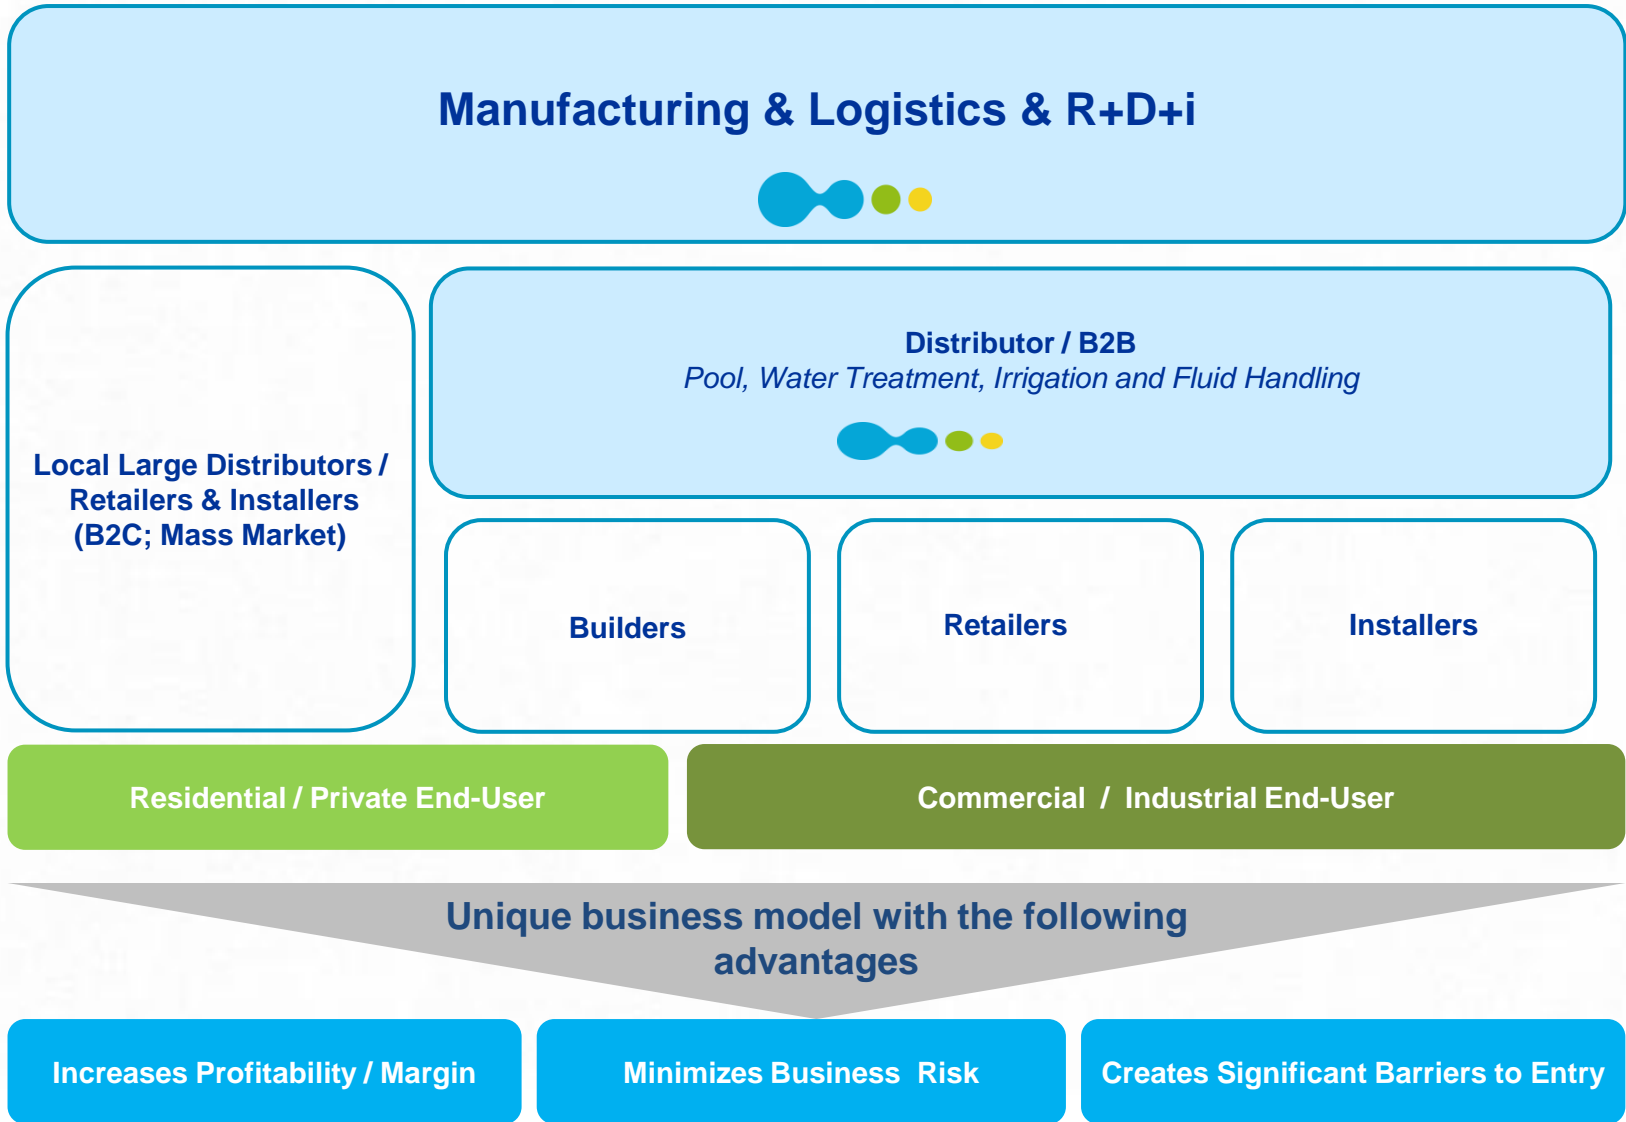 Manufacturing & Logistics & R+D+i
Distributor / B2B
Pool, Water Treatment, Irrigation and Fluid Handling
Local Large Distributors /
Retailers & Installers
(B2C; Mass Market)
Builders
Retailers
Installers
Residential / Private End-User
Commercial / Industrial End-User
Unique business model with the following
advantages
Increases Profitability / Margin
Minimizes Business Risk
Creates Significant Barriers to Entry